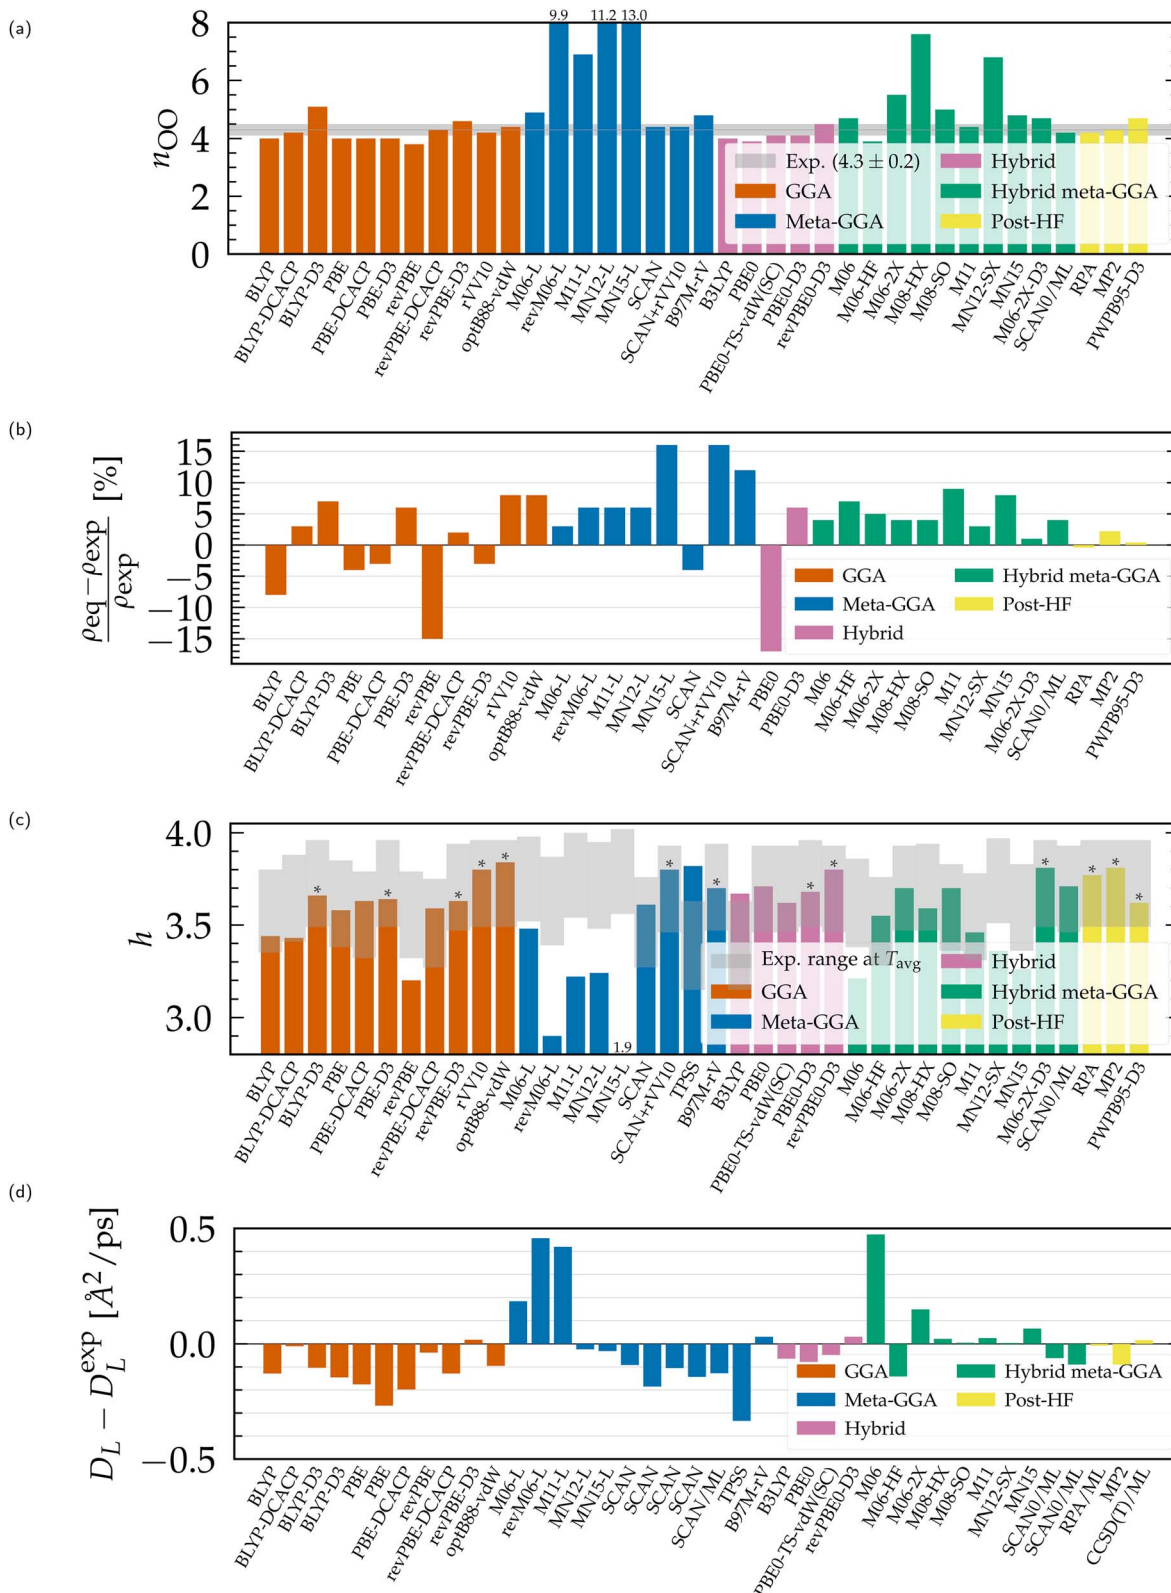 (a)
9.9 11.2 13.0
8
6
4
2
0
nOO
Exp. (4.3 ± 0.2)
GGA
Meta-GGA
Hybrid
Hybrid meta-GGA
Post-HF
BLYP
BLYP-DCACP
BLYP-D3
PBE
PBE-DCACP
PBE-D3
revPBE
revPBE-DCACP
revPBE-D3
rVV10
optB88-vdW
M06-L
revM06-L
M11-L
MN12-L
MN15-L
SCAN
SCAN+rVV10
B97M-rV
B3LYP
PBE0
PBE0-TS-vdW(SC)
PBE0-D3
revPBE0-D3
M06
M06-HF
M06-2X
M08-HX
M08-SO
M11
MN12-SX
MN15
M06-2X-D3
SCAN0/ML
RPA
MP2
PWPB95-D3
(b)
15
10
5
0
−5
−10
−15
ρeq−ρexp
ρexp
[%]
GGA
Meta-GGA
Hybrid
Hybrid meta-GGA
Post-HF
BLYP
BLYP-DCACP
BLYP-D3
PBE
PBE-DCACP
PBE-D3
revPBE
revPBE-DCACP
revPBE-D3
rVV10
optB88-vdW
M06-L
revM06-L
M11-L
MN12-L
MN15-L
SCAN
SCAN+rVV10
B97M-rV
PBE0
PBE0-D3
M06
M06-HF
M06-2X
M08-HX
M08-SO
M11
MN12-SX
MN15
M06-2X-D3
SCAN0/ML
RPA
MP2
PWPB95-D3
(c)
4.0
3.5
3.0
h
* * * * * * * * * * * * *
1.9
Exp. range at Tavg
GGA
Meta-GGA
Hybrid
Hybrid meta-GGA
Post-HF
BLYP
BLYP-DCACP
BLYP-D3
PBE
PBE-DCACP
PBE-D3
revPBE
revPBE-DCACP
revPBE-D3
rVV10
optB88-vdW
M06-L
revM06-L
M11-L
MN12-L
MN15-L
SCAN
SCAN+rVV10
TPSS
B97M-rV
B3LYP
PBE0
PBE0-TS-vdW(SC)
PBE0-D3
revPBE0-D3
M06
M06-HF
M06-2X
M08-HX
M08-SO
M11
MN12-SX
MN15
M06-2X-D3
SCAN0/ML
RPA
MP2
PWPB95-D3
(d)
0.5
0.0
−0.5
DL − DLexp [Å2/ps]
GGA
Meta-GGA
Hybrid
Hybrid meta-GGA
Post-HF
BLYP
BLYP-DCACP
BLYP-D3
BLYP-D3
PBE
PBE
PBE-DCACP
revPBE
revPBE-DCACP
revPBE-D3
optB88-vdW
M06-L
revM06-L
M11-L
MN12-L
MN15-L
SCAN
SCAN
SCAN
SCAN
SCAN/ML
TPSS
B97M-rV
B3LYP
PBE0
PBE0-TS-vdW(SC)
revPBE0-D3
M06
M06-HF
M06-2X
M08-HX
M08-SO
M11
MN12-SX
MN15
SCAN0/ML
SCAN0/ML
RPA/ML
MP2
CCSD(T)/ML